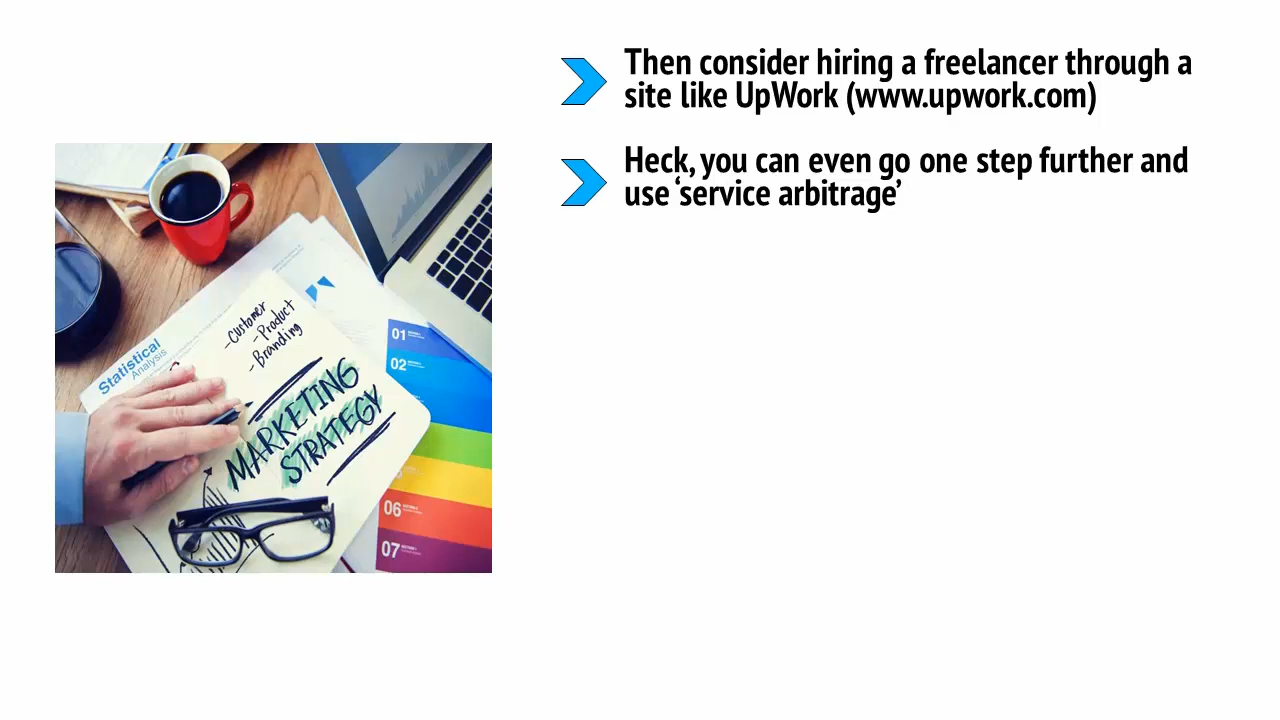 Then consider hiring a freelancer through a
site like UpWork (www.upwork.com)
Heck, you can even go one step further and
use ‘service arbitrage’
-Customer
-Product
-Branding
Statistical
Analysis
MARKETING
STRATEGY
01
02
06
07